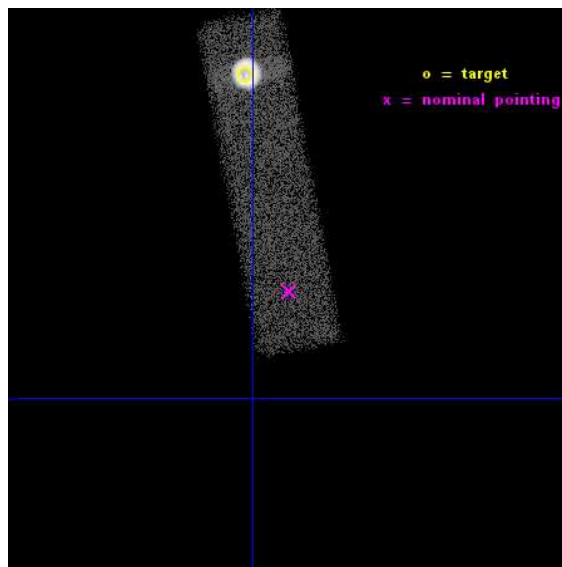 o = target
x = nominal pointing